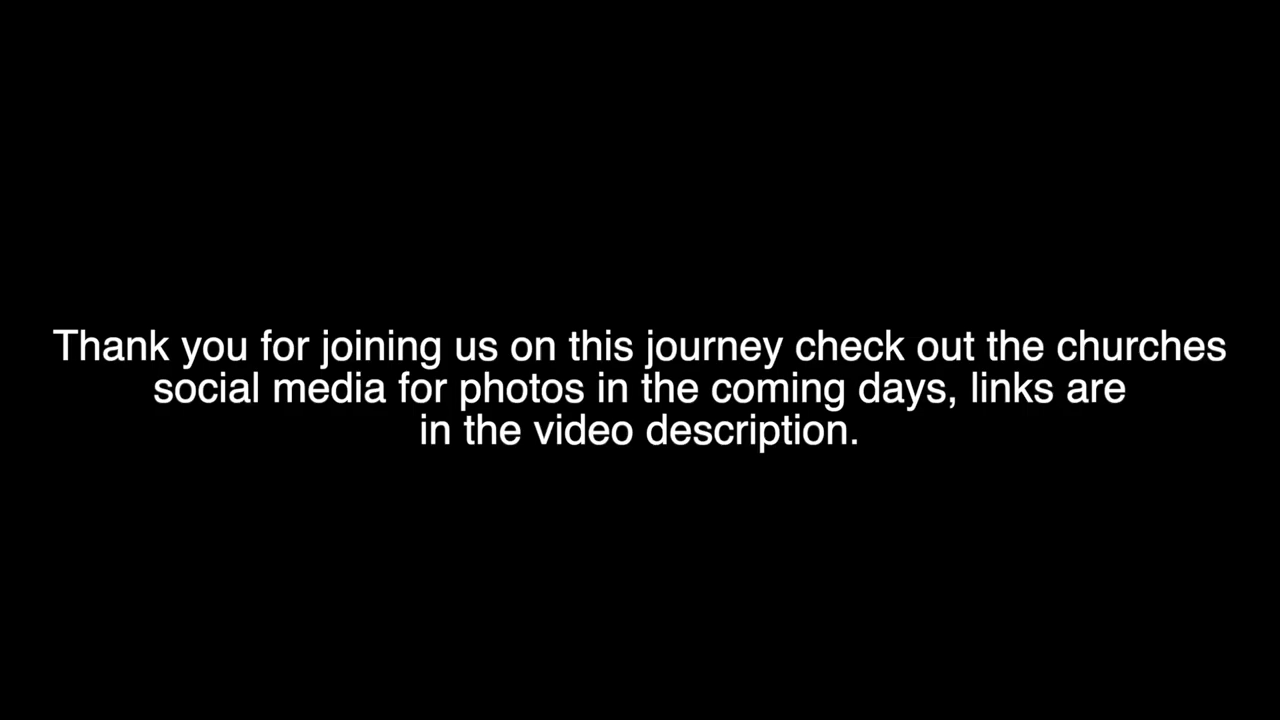 Thank you for joining us on this journey check out the churches
social media for photos in the coming days, links are
in the video description.